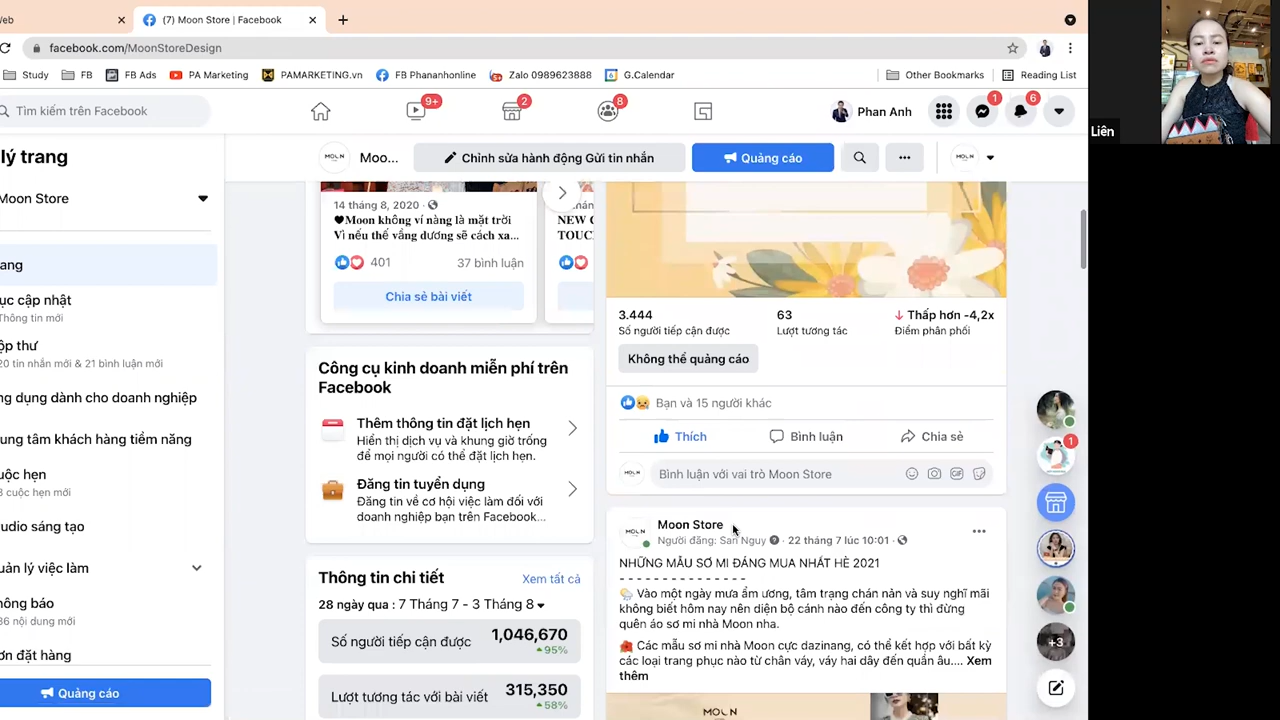 Web
(7) Moon Store | Facebook
facebook.com/MoonStoreDesign
Study
FB
FB Ads
PA Marketing
PAMARKETING.vn
FB Phananhonline
Zalo 0989623888
G.Calendar
Other Bookmarks
Reading List
Tìm kiếm trên Facebook
9+
2
8
Phan Anh
1
6
Liên
lý trang
Moo...
Chỉnh sửa hành động Gửi tin nhắn
Quảng cáo
Moon Store
ang
ục cập nhật
Thông tin mới
ộp thư
20 tin nhắn mới & 21 bình luận mới
ng dụng dành cho doanh nghiệp
ung tâm khách hàng tiềm năng
uộc hẹn
3 cuộc hẹn mới
udio sáng tạo
uản lý việc làm
hông báo
36 nội dung mới
ơn đặt hàng
Quảng cáo
14 tháng 8, 2020
Moon không ví nàng là mặt trời
Vì nếu thế vầng dương sẽ cách xa...
401
37 bình luận
Chia sẻ bài viết
NEW C
TOUC
Công cụ kinh doanh miễn phí trên
Facebook
Thêm thông tin đặt lịch hẹn
Hiển thị dịch vụ và khung giờ trống
để mọi người có thể đặt lịch hẹn.
Đăng tin tuyển dụng
Đăng tin về cơ hội việc làm đối với
doanh nghiệp bạn trên Facebook...
Thông tin chi tiết
Xem tất cả
28 ngày qua : 7 Tháng 7 - 3 Tháng 8
Số người tiếp cận được
1,046,670
95%
Lượt tương tác với bài viết
315,350
58%
3.444
63
Thấp hơn -4,2x
Số người tiếp cận được
Lượt tương tác
Điểm phân phối
Không thể quảng cáo
Bạn và 15 người khác
Thích
Bình luận
Chia sẻ
Bình luận với vai trò Moon Store
Moon Store
Người đăng: San Nguy · 22 tháng 7 lúc 10:01 ·
NHỮNG MẪU SƠ MI ĐÁNG MUA NHẤT HÈ 2021
- - - - - - - - - - - - - - -
Vào một ngày mưa ẩm ương, tâm trạng chán nản và suy nghĩ mãi
không biết hôm nay nên diện bộ cánh nào đến công ty thì đừng
quên áo sơ mi nhà Moon nha.
Các mẫu sơ mi nhà Moon cực dazinang, có thể kết hợp với bất kỳ
các loại trang phục nào từ chân váy, váy hai dây đến quần âu.... Xem
thêm
1
+3